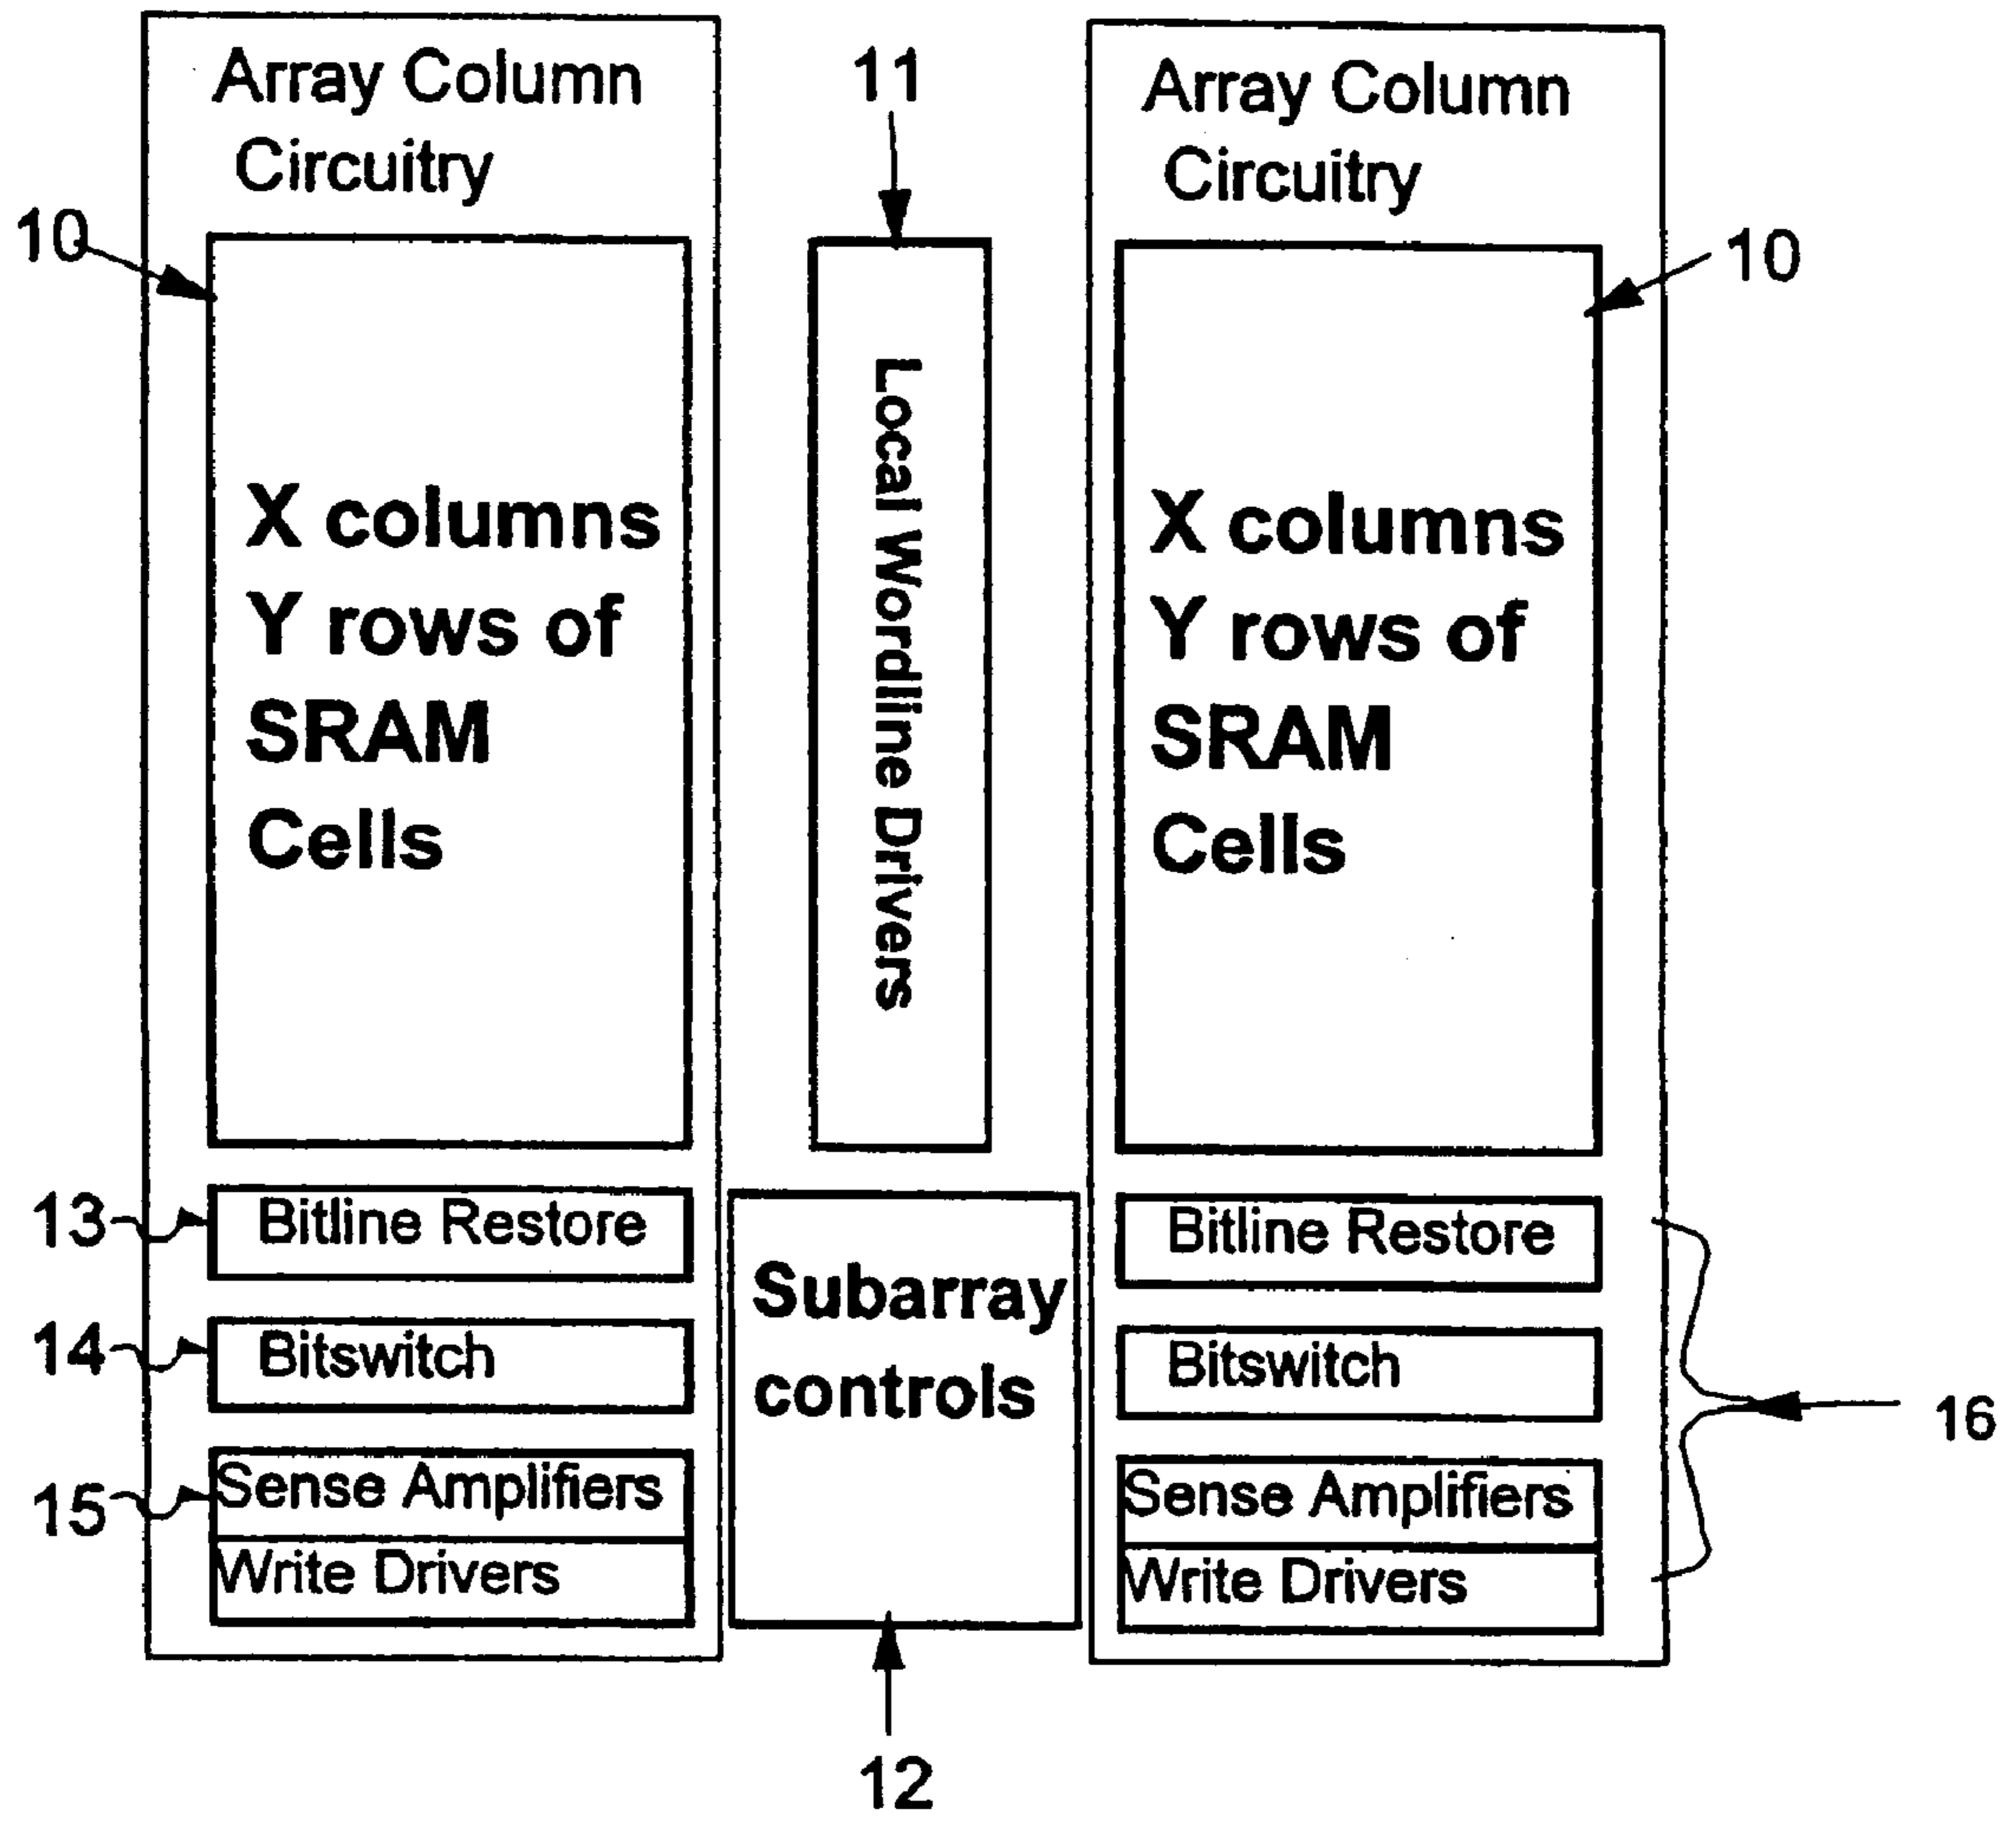 Array Column
Circuitry
10
X columns
Y rows of
SRAM
Cells
13
Bitline Restore
14
Bitswitch
15
Sense Amplifiers
Write Drivers
11
Local Wordline Drivers
Subarray
controls
12
Array Column
Circuitry
10
X columns
Y rows of
SRAM
Cells
Bitline Restore
Bitswitch
Sense Amplifiers
Write Drivers
16